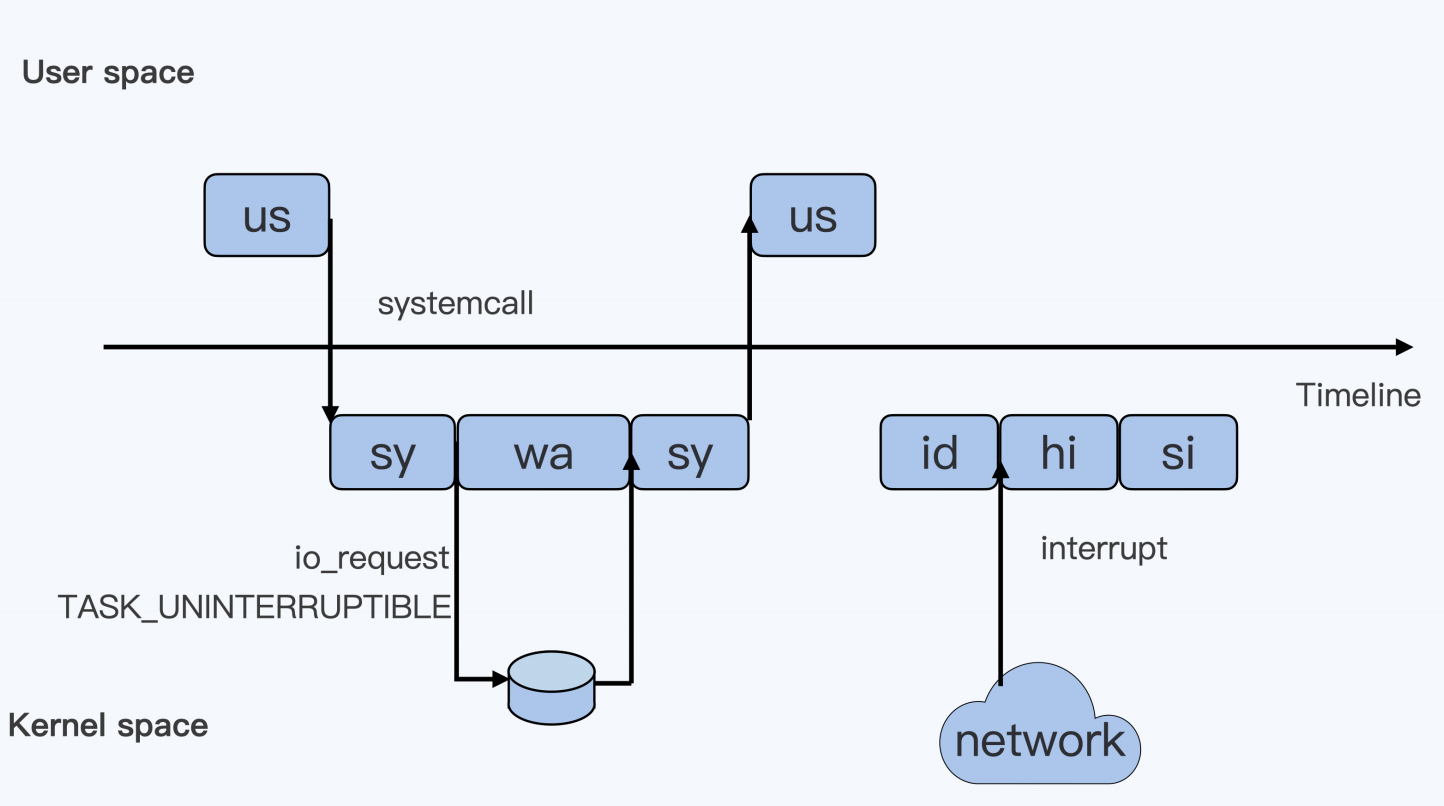 User space
us
us
systemcall
Timeline
sy
wa
sy
id
hi
si
io_request
interrupt
TASK_UNINTERRUPTIBLE
Kernel space
network